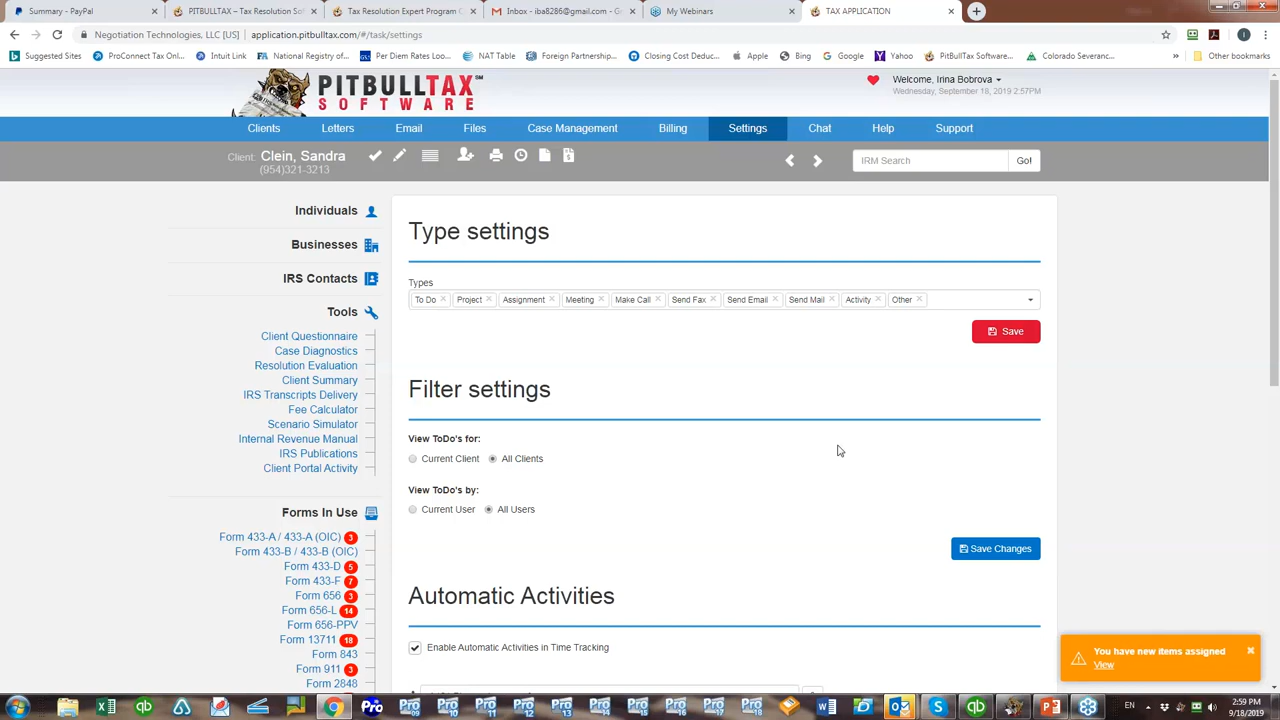 Summary - PayPal
PITBULLTAX – Tax Resolution Soft
Tax Resolution Expert Program C
Inbox - iba8286@gmail.com - G
My Webinars
TAX APPLICATION
Negotiation Technologies, LLC [US] | application.pitbulltax.com/#/task/settings
Suggested Sites
ProConnect Tax Onl...
Intuit Link
National Registry of...
Per Diem Rates Loo...
NAT Table
Foreign Partnership...
Closing Cost Deduc...
Apple
Bing
Google
Yahoo
PitBullTax Software...
Colorado Severanc...
»
Other bookmarks
PITBULLTAX™
SOFTWARE
Welcome, Irina Bobrova
Wednesday, September 18, 2019 2:57PM
Clients
Letters
Email
Files
Case Management
Billing
Settings
Chat
Help
Support
Client: Clein, Sandra
(954)321-3213
IRM Search
Go!
Individuals
Businesses
IRS Contacts
Tools
Client Questionnaire
Case Diagnostics
Resolution Evaluation
Client Summary
IRS Transcripts Delivery
Fee Calculator
Scenario Simulator
Internal Revenue Manual
IRS Publications
Client Portal Activity
Forms In Use
Form 433-A / 433-A (OIC) 3
Form 433-B / 433-B (OIC)
Form 433-D 5
Form 433-F 7
Form 656 3
Form 656-L 14
Form 656-PPV
Form 13711 18
Form 843
Form 911 3
Form 2848
Type settings
Types
To Do ×
Project ×
Assignment ×
Meeting ×
Make Call ×
Send Fax ×
Send Email ×
Send Mail ×
Activity ×
Other ×
Save
Filter settings
View ToDo's for:
Current Client
All Clients
View ToDo's by:
Current User
All Users
Save Changes
Automatic Activities
Enable Automatic Activities in Time Tracking
You have new items assigned
View
EN
2:59 PM
9/18/2019